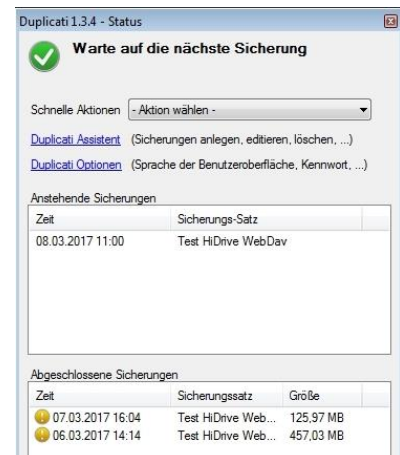 Duplicati 1.3.4 - Status
Warte auf die nächste Sicherung
Schnelle Aktionen - Aktion wählen -
Duplicati Assistent (Sicherungen anlegen, editieren, löschen, ...)
Duplicati Optionen (Sprache der Benutzeroberfläche, Kennwort, ...)
Anstehende Sicherungen
Zeit Sicherungs-Satz
08.03.2017 11:00 Test HiDrive WebDav
Abgeschlossene Sicherungen
Zeit Sicherungssatz Größe
07.03.2017 16:04 Test HiDrive Web... 125,97 MB
06.03.2017 14:14 Test HiDrive Web... 457,03 MB